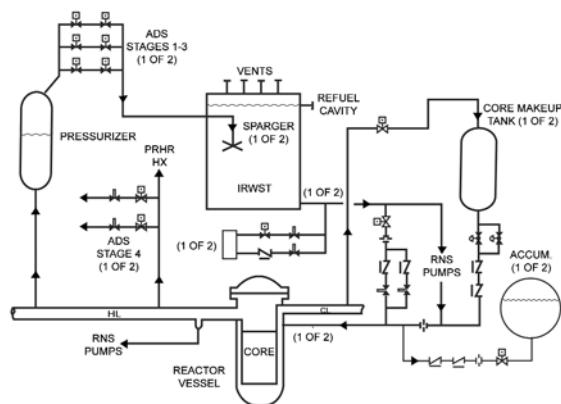 ADS
STAGES 1-3
(1 OF 2)
VENTS
REFUEL
CAVITY
CORE MAKEUP
TANK (1 OF 2)
PRESSURIZER
SPARGER
(1 OF 2)
PRHR
HX
IRWST
(1 OF 2)
(1 OF 2)
ADS
STAGE 4
(1 OF 2)
RNS
PUMPS
ACCUM.
(1 OF 2)
HL
CL
(1 OF 2)
RNS
PUMPS
CORE
REACTOR
VESSEL